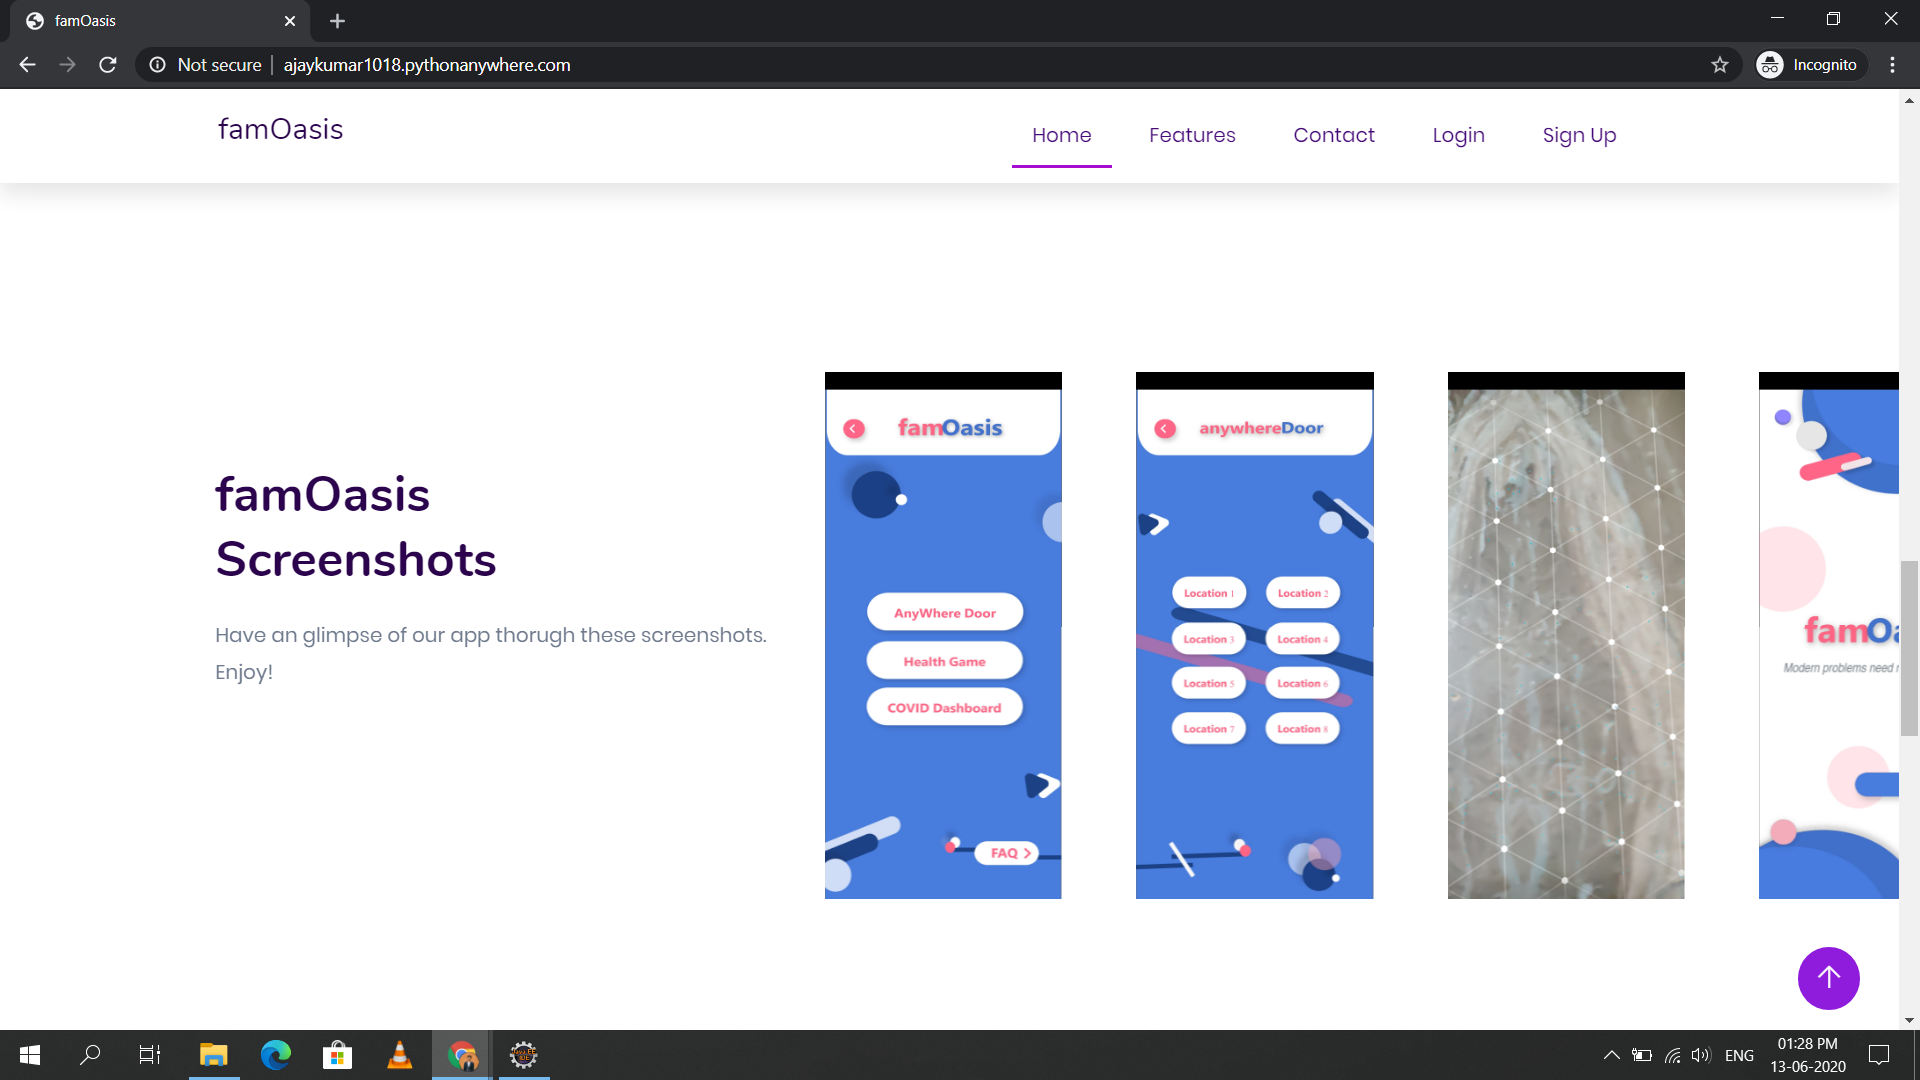 famOasis
Not secure
ajaykumar1018.pythonanywhere.com
Incognito
famOasis
Home
Features
Contact
Login
Sign Up
famOasis
Screenshots
Have an glimpse of our app thorugh these screenshots.
Enjoy!
famOasis
AnyWhere Door
Health Game
COVID Dashboard
FAQ
anywhereDoor
Location 1
Location 2
Location 3
Location 4
Location 5
Location 6
Location 7
Location 8
famO
Modern problems need
ENG
01:28 PM
13-06-2020